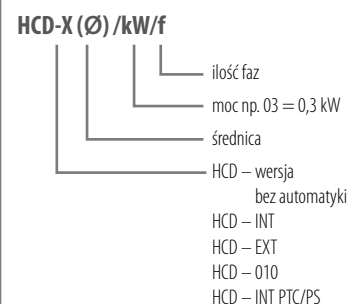 HCD-X (Ø) /kW/f
ilość faz
moc np. 03 = 0,3 kW
średnica
HCD – wersja
bez automatyki
HCD – INT
HCD – EXT
HCD – 010
HCD – INT PTC/PS